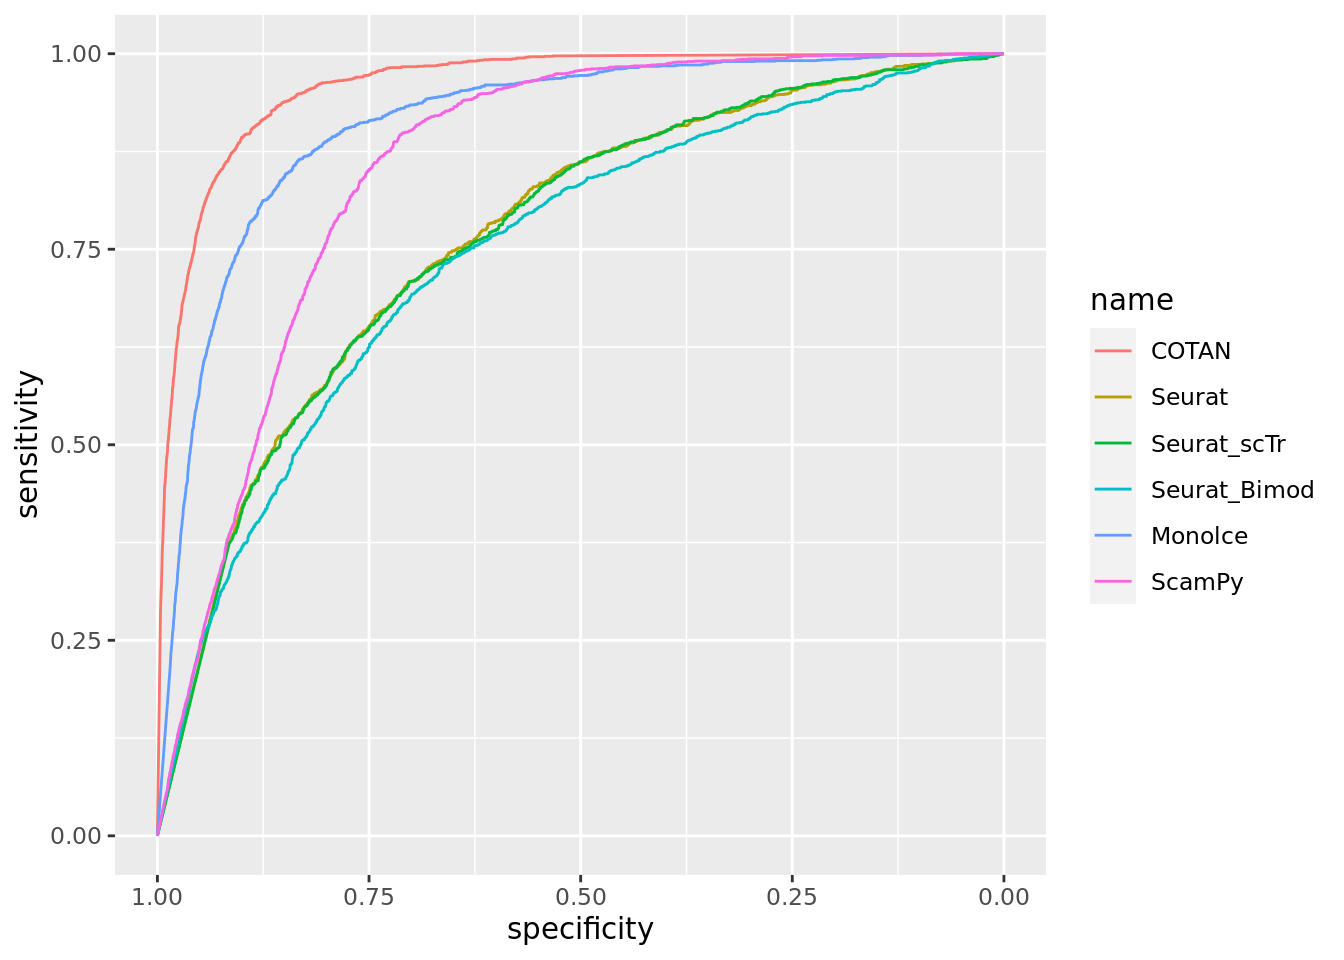 1.00
0.75
0.50
0.25
0.00
sensitivity
1.00 0.75 0.50 0.25 0.00
specificity
name
COTAN
Seurat
Seurat_scTr
Seurat_Bimod
Monolce
ScamPy